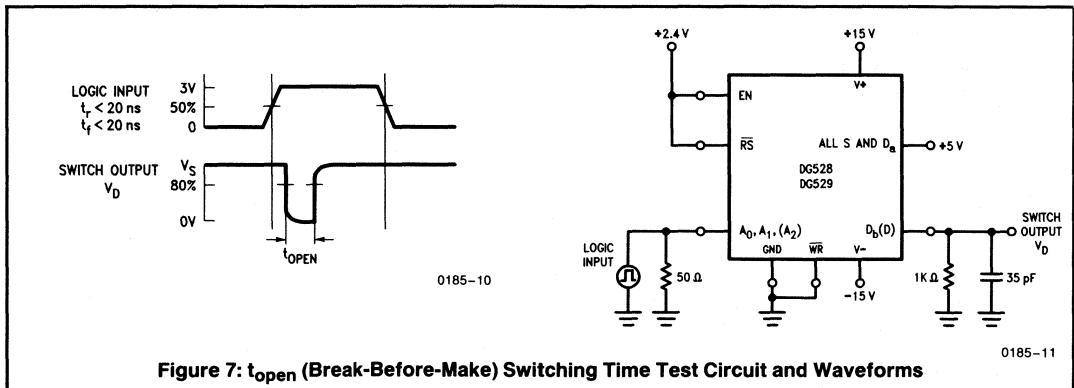 LOGIC INPUT
tr < 20 ns
tf < 20 ns
3V
50%
0
SWITCH OUTPUT
VD
VS
80%
0V
tOPEN
0185-10
+2.4 V
+15 V
V+
EN
RS
ALL S AND Da
+5 V
DG528
DG529
A0, A1, (A2)
Db(D)
SWITCH
OUTPUT
VD
LOGIC
INPUT
GND
WR
V-
50 Ω
-15 V
1K Ω
35 pF
0185-11
Figure 7: topen (Break-Before-Make) Switching Time Test Circuit and Waveforms